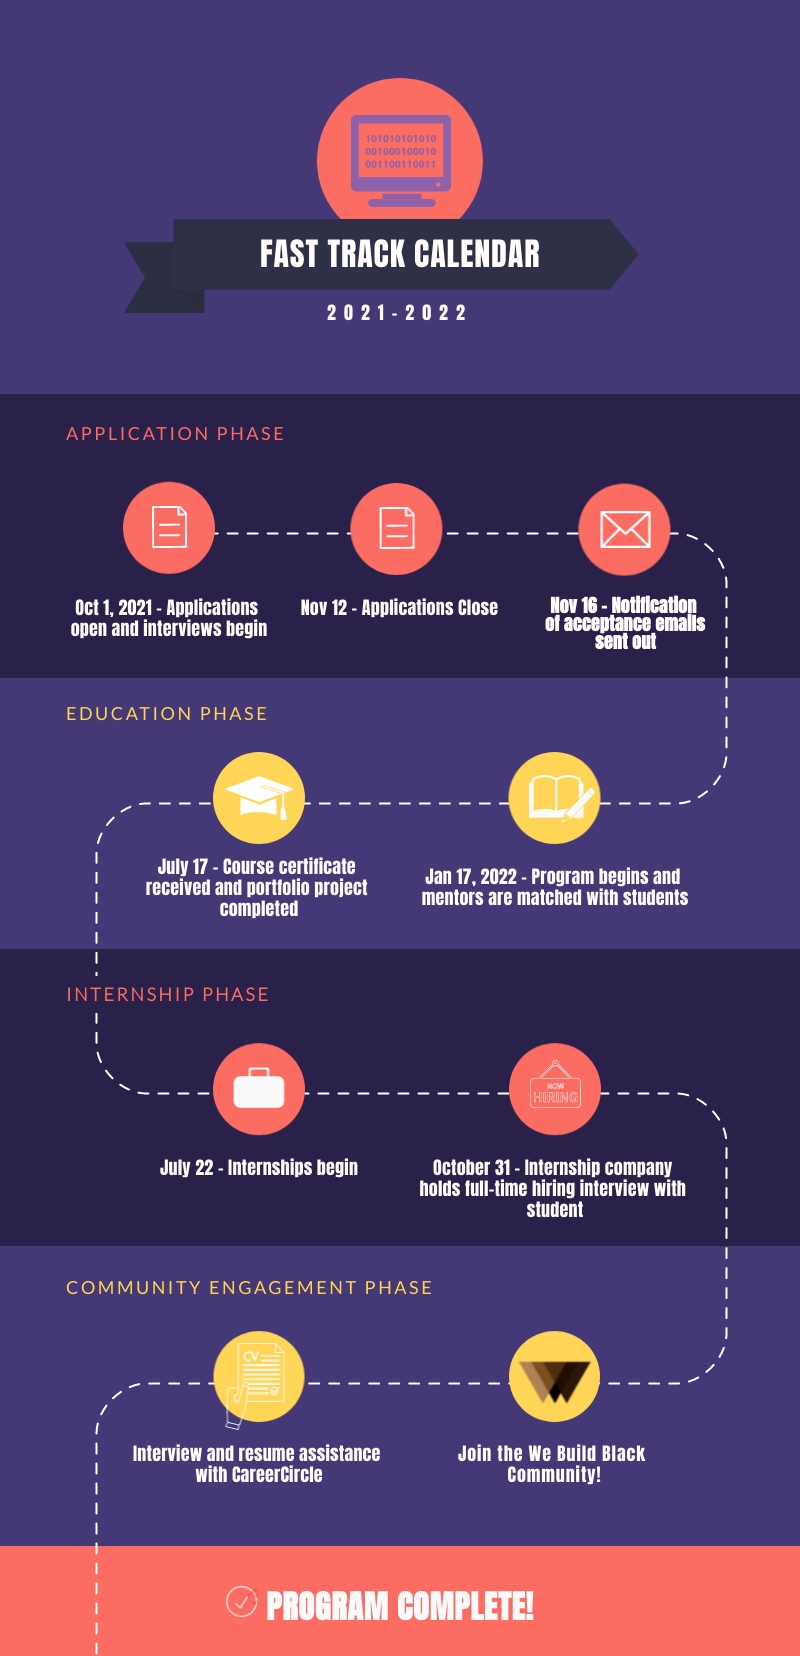 101010101010
001000100010
001100110011
FAST TRACK CALENDAR
2021-2022
APPLICATION PHASE
Oct 1, 2021 - Applications
open and interviews begin
Nov 12 - Applications Close
Nov 16 - Notification
of acceptance emails
sent out
EDUCATION PHASE
July 17 - Course certificate
received and portfolio project
completed
Jan 17, 2022 - Program begins and
mentors are matched with students
INTERNSHIP PHASE
NOW
HIRING
July 22 - Internships begin
October 31 - Internship company
holds full-time hiring interview with
student
COMMUNITY ENGAGEMENT PHASE
CV
Interview and resume assistance
with CareerCircle
Join the We Build Black
Community!
PROGRAM COMPLETE!